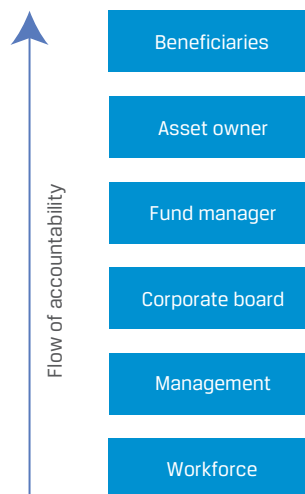 Beneficiaries
Asset owner
Fund manager
Corporate board
Management
Workforce
Flow of accountability